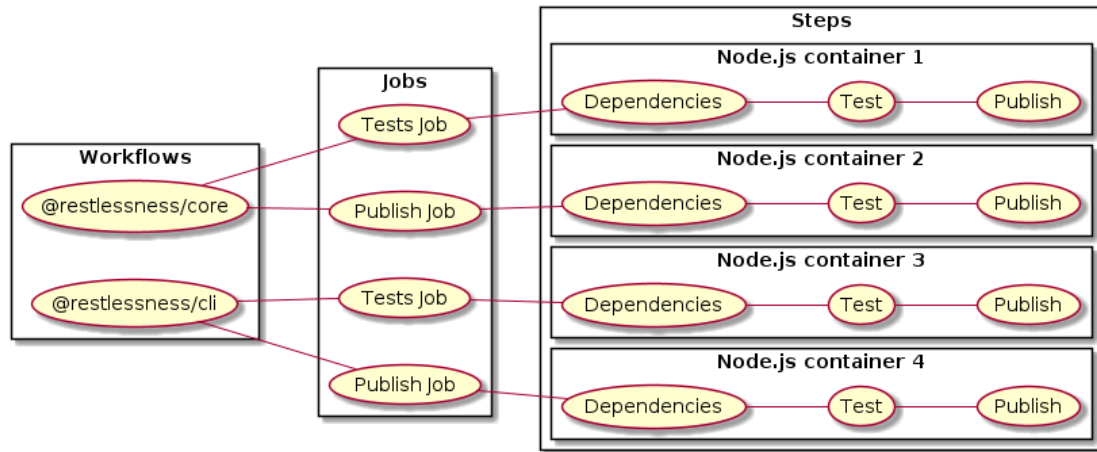 Workflows
@restlessness/core
@restlessness/cli
Jobs
Tests Job
Publish Job
Tests Job
Publish Job
Steps
Node.js container 1
Dependencies
Test
Publish
Node.js container 2
Dependencies
Test
Publish
Node.js container 3
Dependencies
Test
Publish
Node.js container 4
Dependencies
Test
Publish